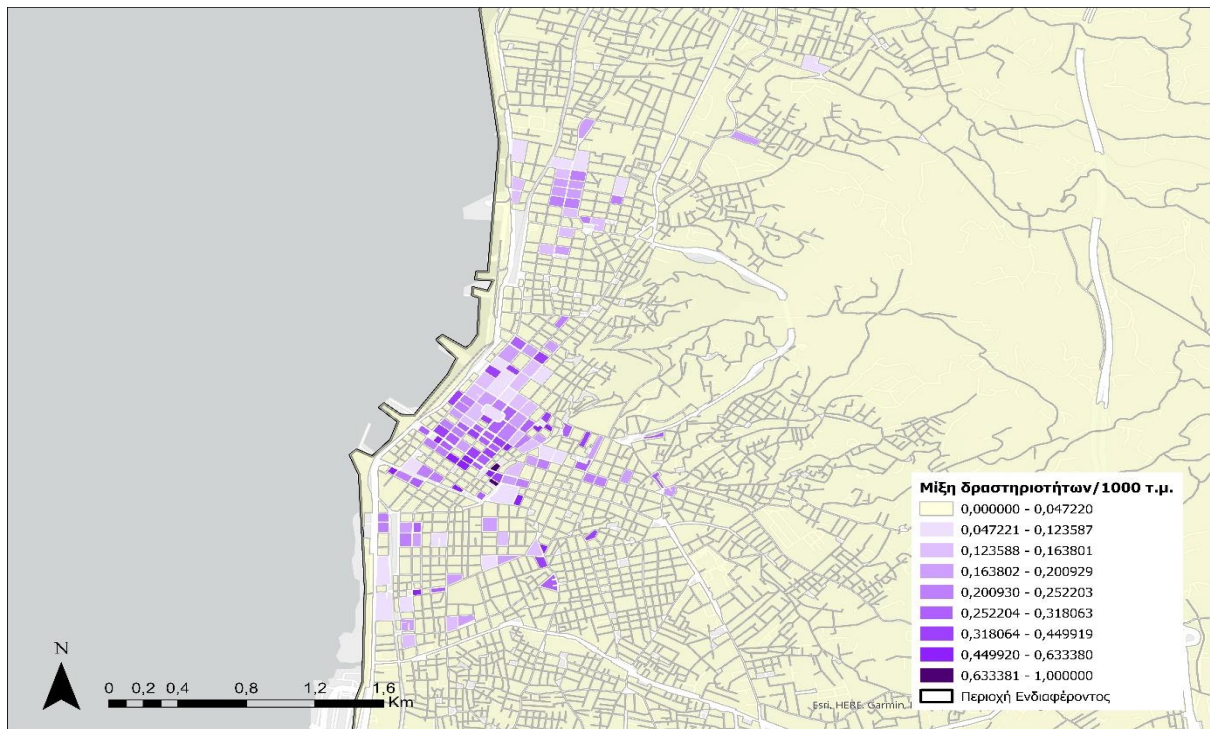 Μίξη δραστηριοτήτων/1000 τ.μ.
0,000000 - 0,047220
0,047221 - 0,123587
0,123588 - 0,163801
0,163802 - 0,200929
0,200930 - 0,252203
0,252204 - 0,318063
0,318064 - 0,449919
0,449920 - 0,633380
0,633381 - 1,000000
Περιοχή Ενδιαφέροντος
N
0 0,2 0,4 0,8 1,2 1,6
Km
Esri, HERE, Garmin,